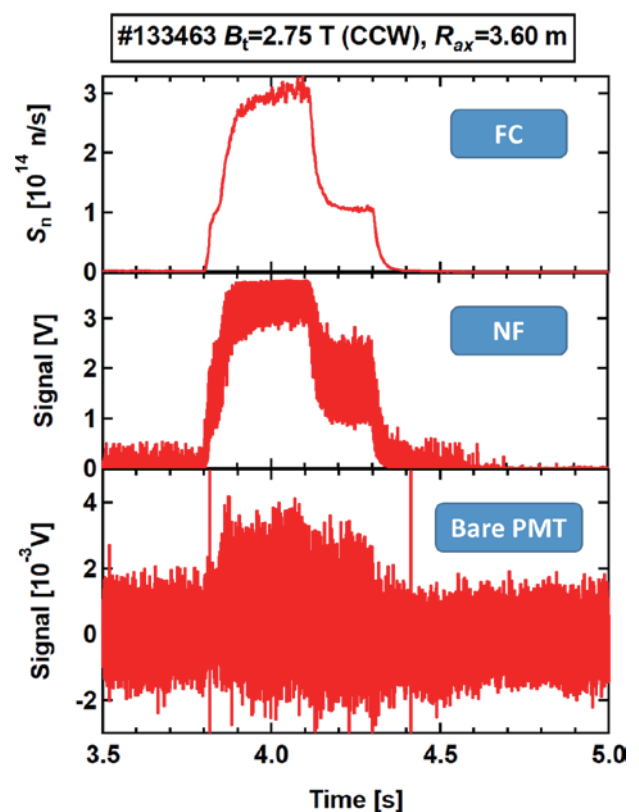 #133463 Bt=2.75 T (CCW), Rax=3.60 m
3
2
1
0
Sn [10^14 n/s]
FC
3
2
1
0
Signal [V]
NF
4
2
0
-2
Signal [10^-3 V]
Bare PMT
3.5 4.0 4.5 5.0
Time [s]